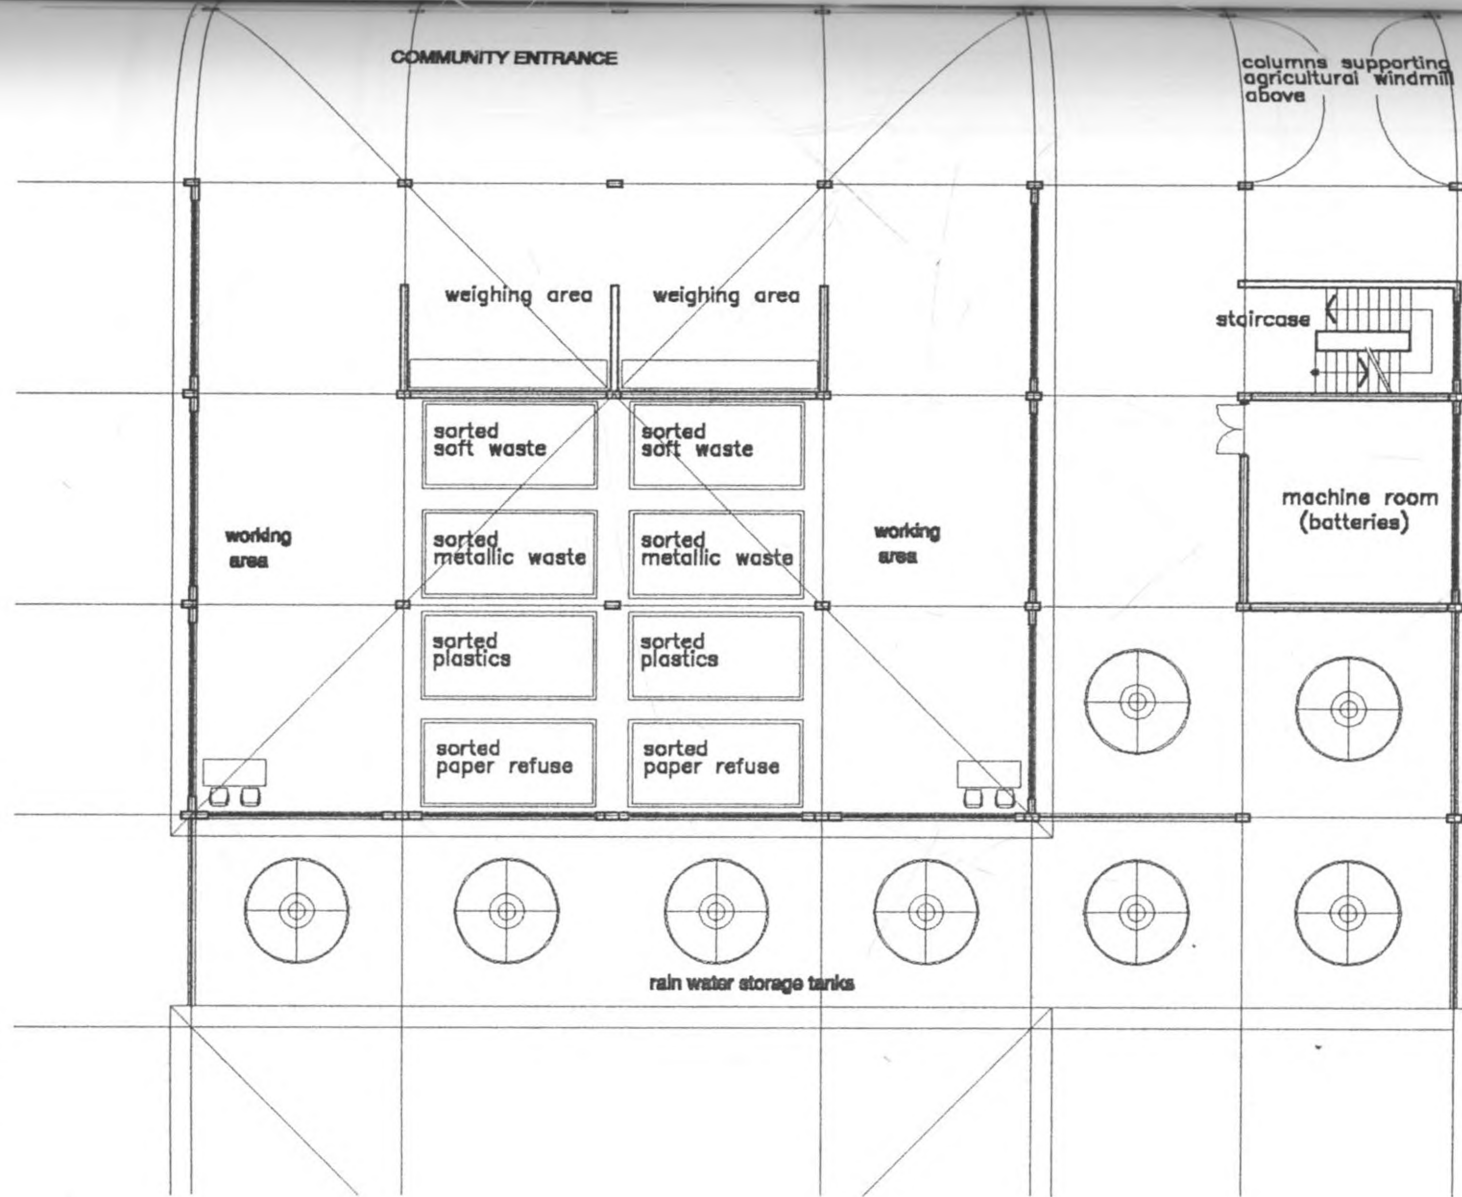 COMMUNITY ENTRANCE
columns supporting
agricultural windmill
above
weighing area
weighing area
staircase
sorted
soft waste
sorted
soft waste
machine room
(batteries)
working
area
sorted
metallic waste
sorted
metallic waste
working
area
sorted
plastics
sorted
plastics
sorted
paper refuse
sorted
paper refuse
rain water storage tanks